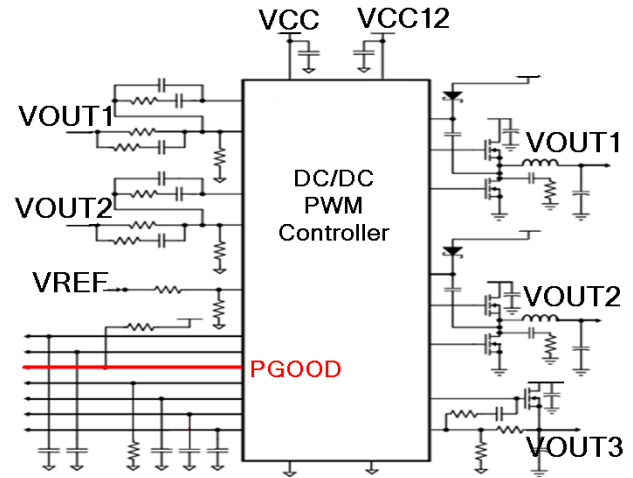 VCC VCC12
VOUT1
VOUT1
DC/DC
PWM
Controller
VOUT2
VREF
VOUT2
PGOOD
VOUT3